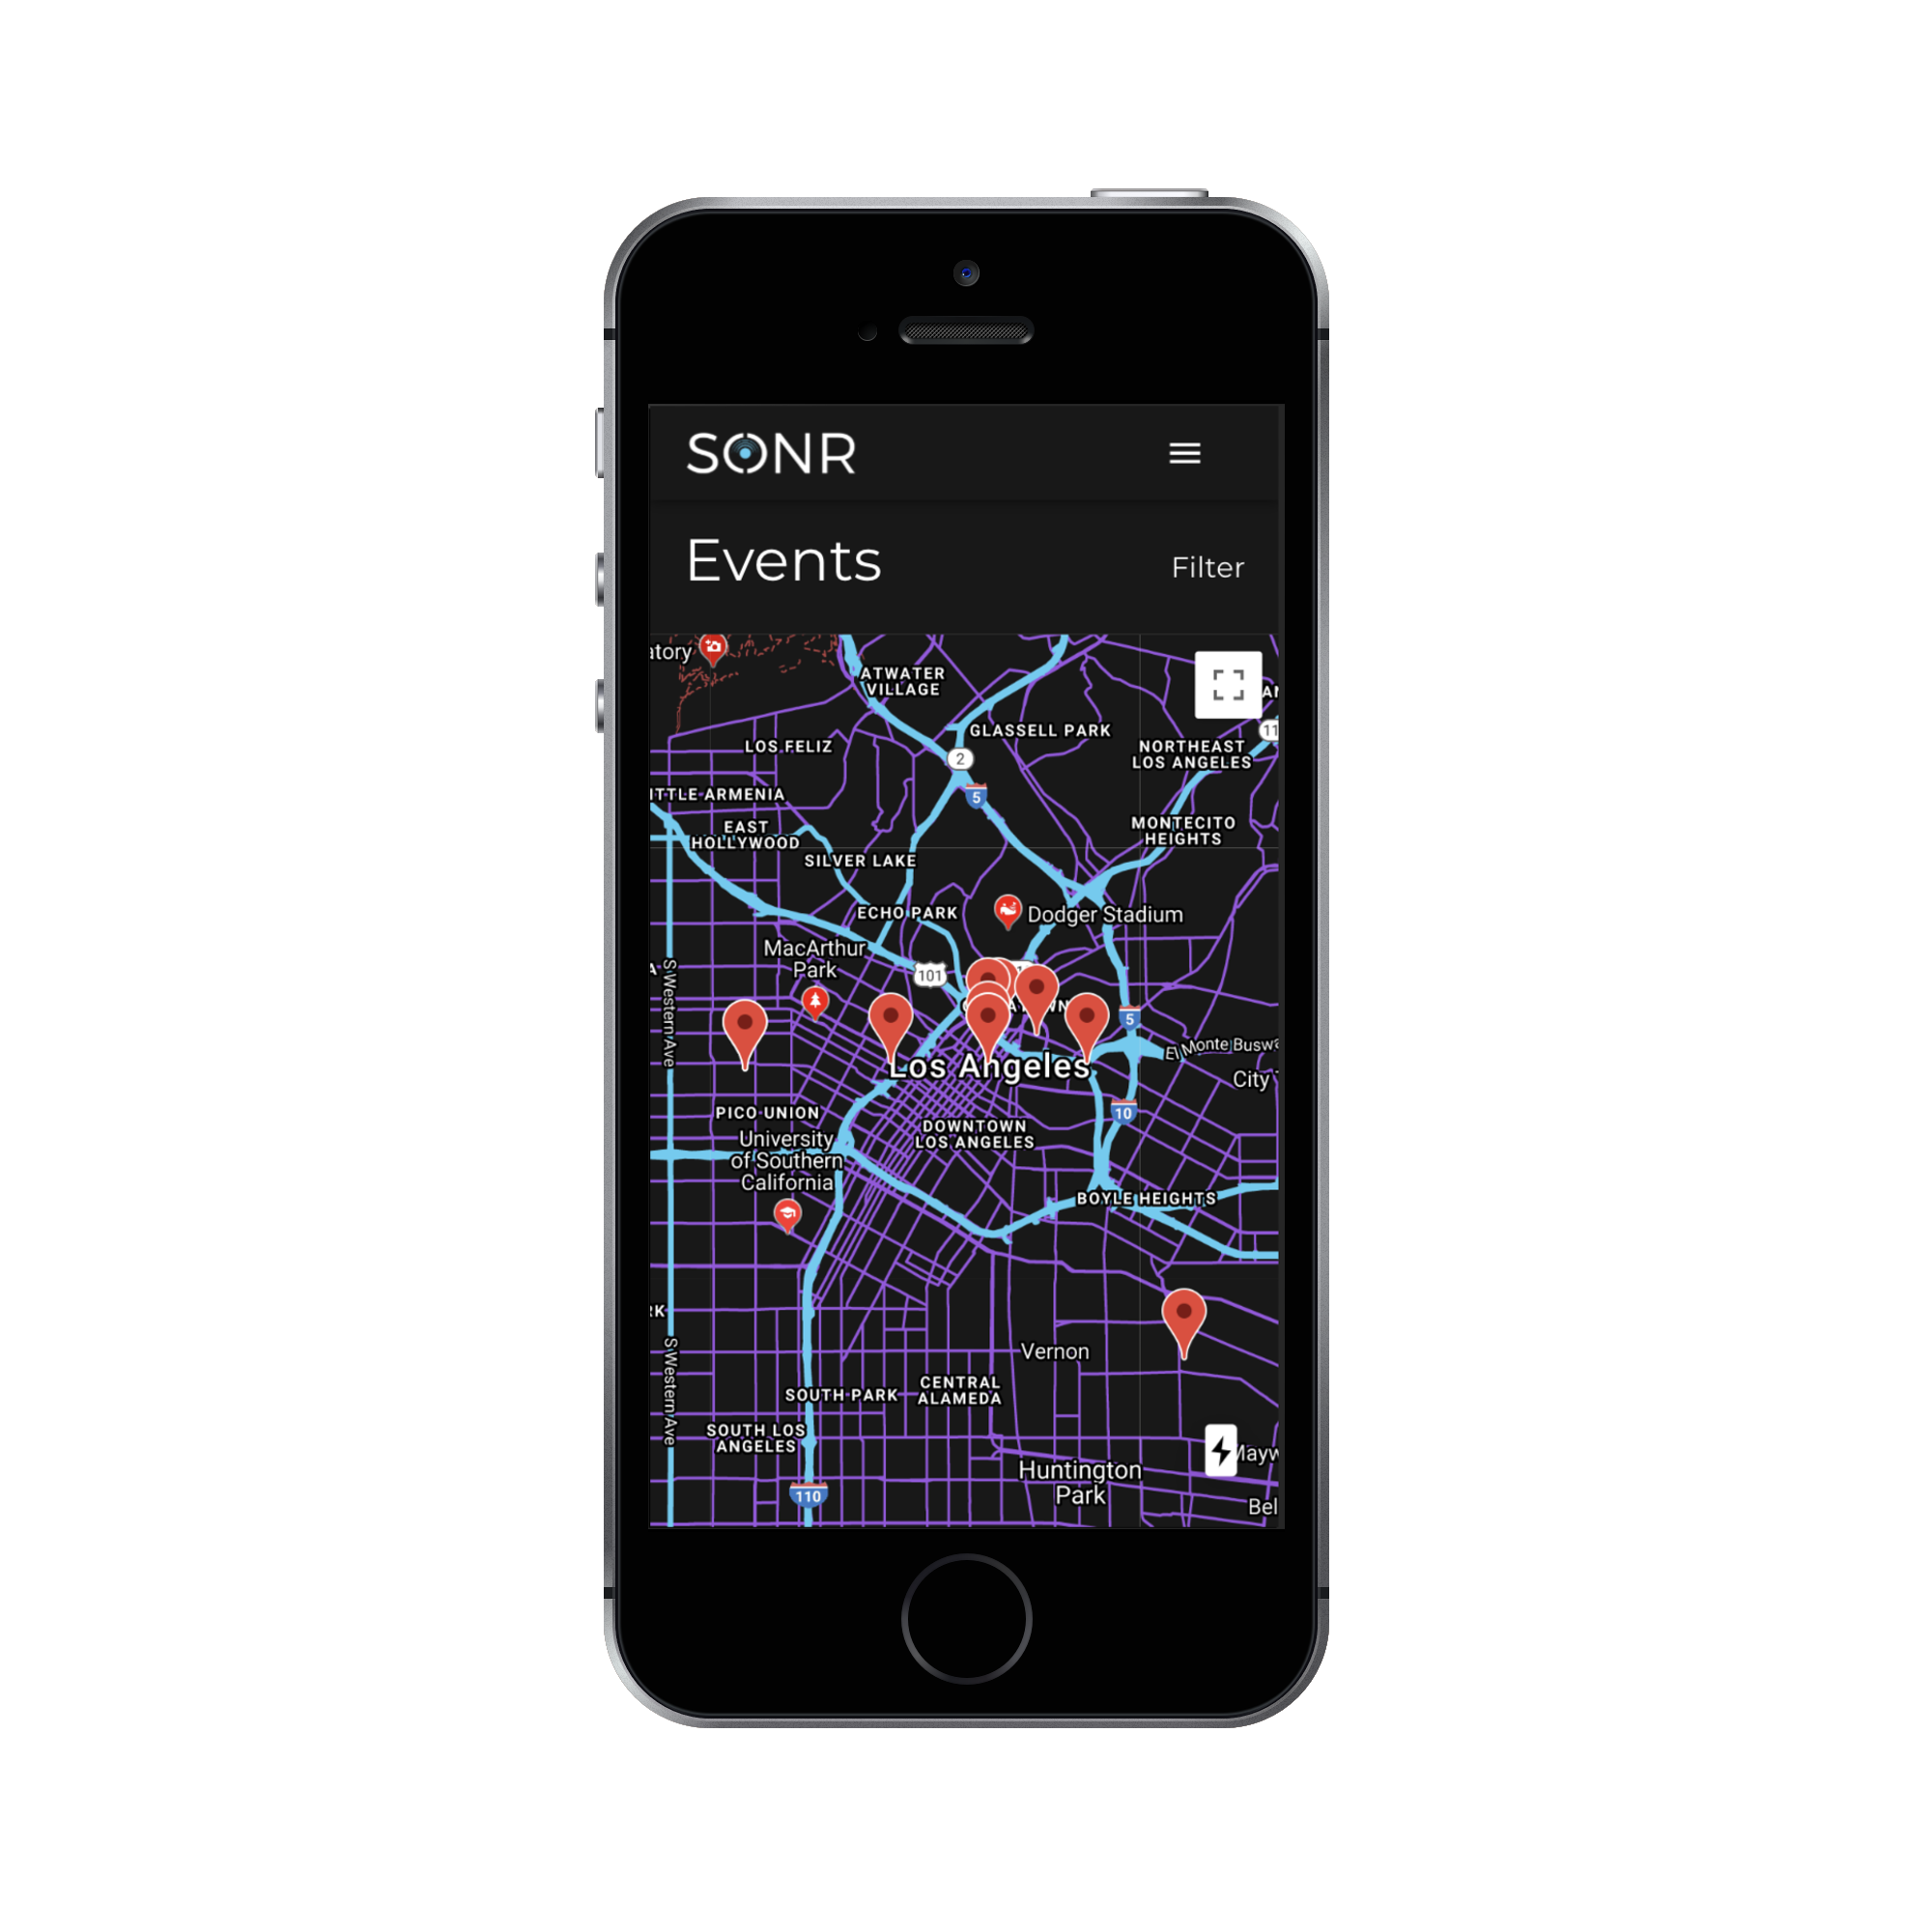 SONR
Events
Filter
atory
ATWATER
VILLAGE
GLASSELL PARK
LOS FELIZ
NORTHEAST
LOS ANGELES
11
2
5
ITTLE ARMENIA
EAST
HOLLYWOOD
MONTECITO
HEIGHTS
SILVER LAKE
ECHO PARK
Dodger Stadium
MacArthur
Park
101
S Western Ave
5
El Monte Busw
Los Angeles
City
PICO UNION
10
DOWNTOWN
LOS ANGELES
University
of Southern
California
BOYLE HEIGHTS
RK
Vernon
S Western Ave
SOUTH PARK
CENTRAL
ALAMEDA
SOUTH LOS
ANGELES
Mayw
Huntington
Park
110
Bel